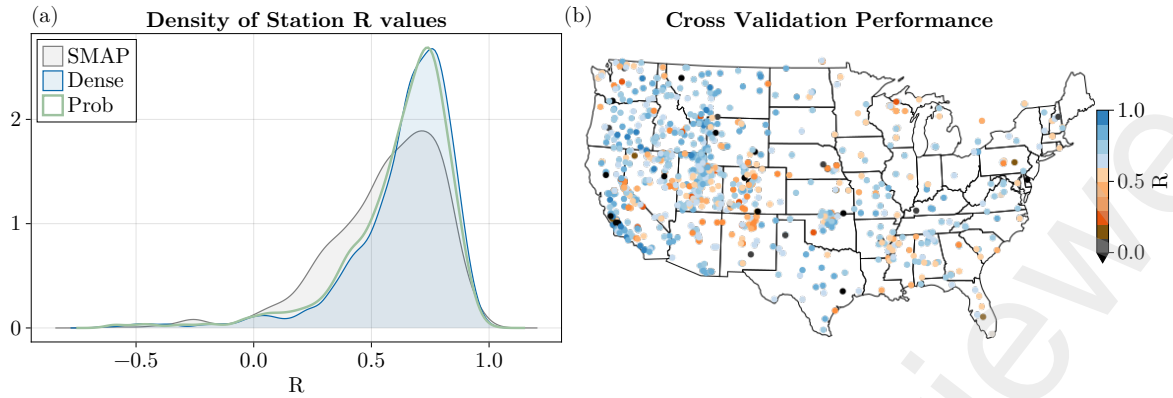 (a)
Density of Station R values
SMAP
Dense
Prob
2
1
0
−0.5
0.0
0.5
1.0
R
(b)
Cross Validation Performance
1.0
0.5
0.0
R
iewe